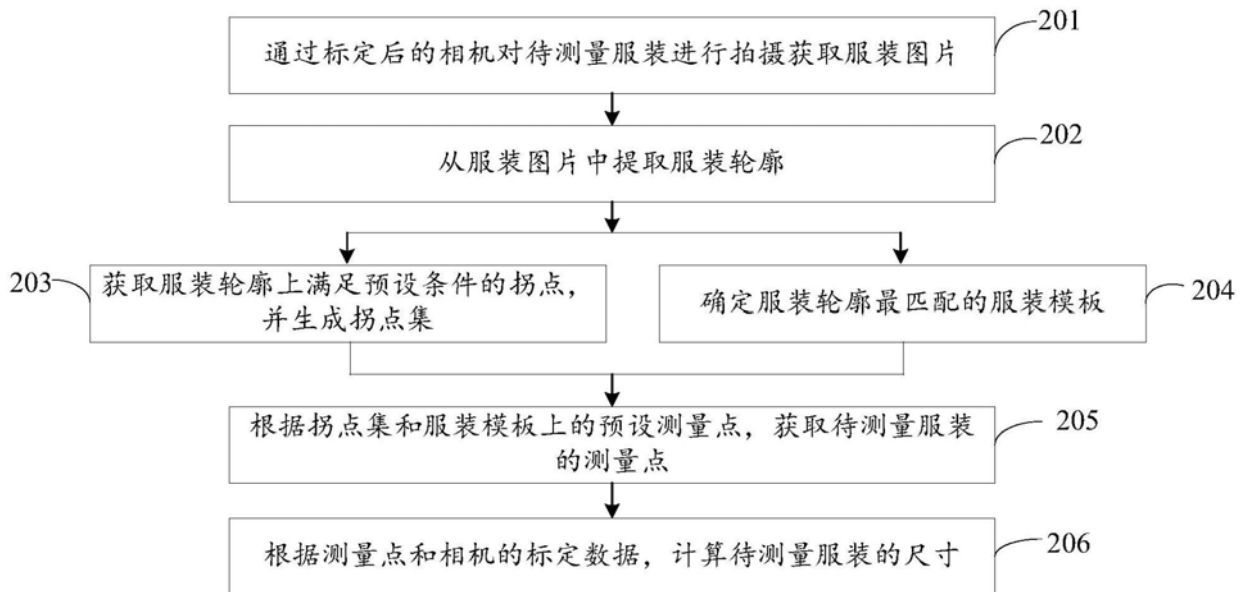 201
通过标定后的相机对待测量服装进行拍摄获取服装图片
202
从服装图片中提取服装轮廓
203
获取服装轮廓上满足预设条件的拐点，
并生成拐点集
204
确定服装轮廓最匹配的服装模板
205
根据拐点集和服装模板上的预设测量点，获取待测量服装
的测量点
206
根据测量点和相机的标定数据，计算待测量服装的尺寸